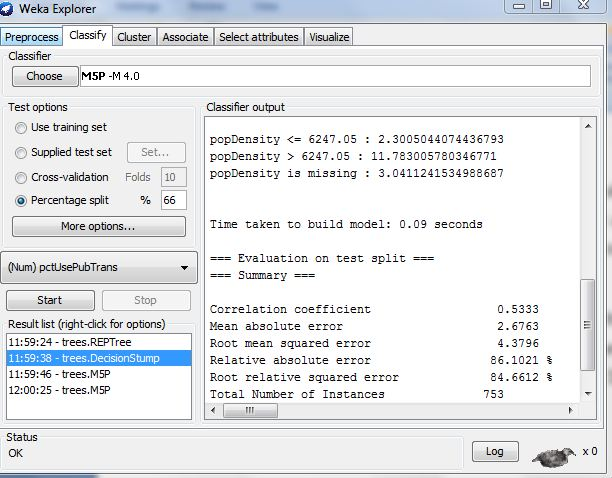 Weka Explorer
Preprocess Classify Cluster Associate Select attributes Visualize
Classifier
Choose M5P -M 4.0
Test options
Use training set
Supplied test set Set...
Cross-validation Folds 10
Percentage split % 66
More options...
(Num) pctUsePubTrans
Start Stop
Result list (right-click for options)
11:59:24 - trees.REPTree
11:59:38 - trees.DecisionStump
11:59:46 - trees.M5P
12:00:25 - trees.M5P
Classifier output
popDensity <= 6247.05 : 2.3005044074436793
popDensity > 6247.05 : 11.783005780346771
popDensity is missing : 3.0411241534988687
Time taken to build model: 0.09 seconds
=== Evaluation on test split ===
=== Summary ===
Correlation coefficient 0.5333
Mean absolute error 2.6763
Root mean squared error 4.3796
Relative absolute error 86.1021 %
Root relative squared error 84.6612 %
Total Number of Instances 753
Status
OK
Log
x 0